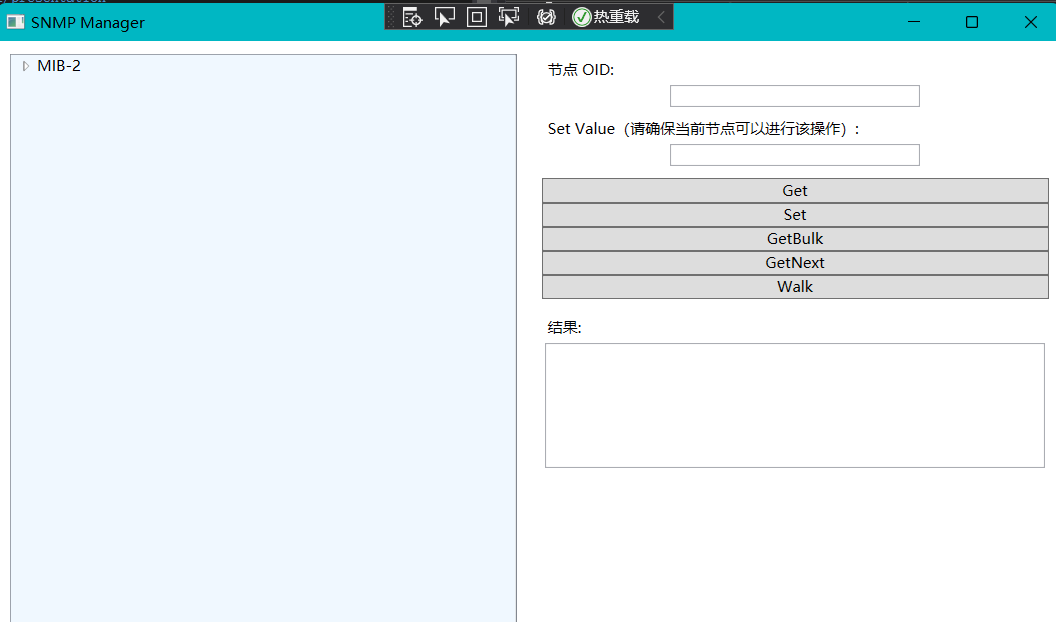 SNMP Manager
热重载
MIB-2
节点 OID:
Set Value（请确保当前节点可以进行该操作）:
Get
Set
GetBulk
GetNext
Walk
结果: